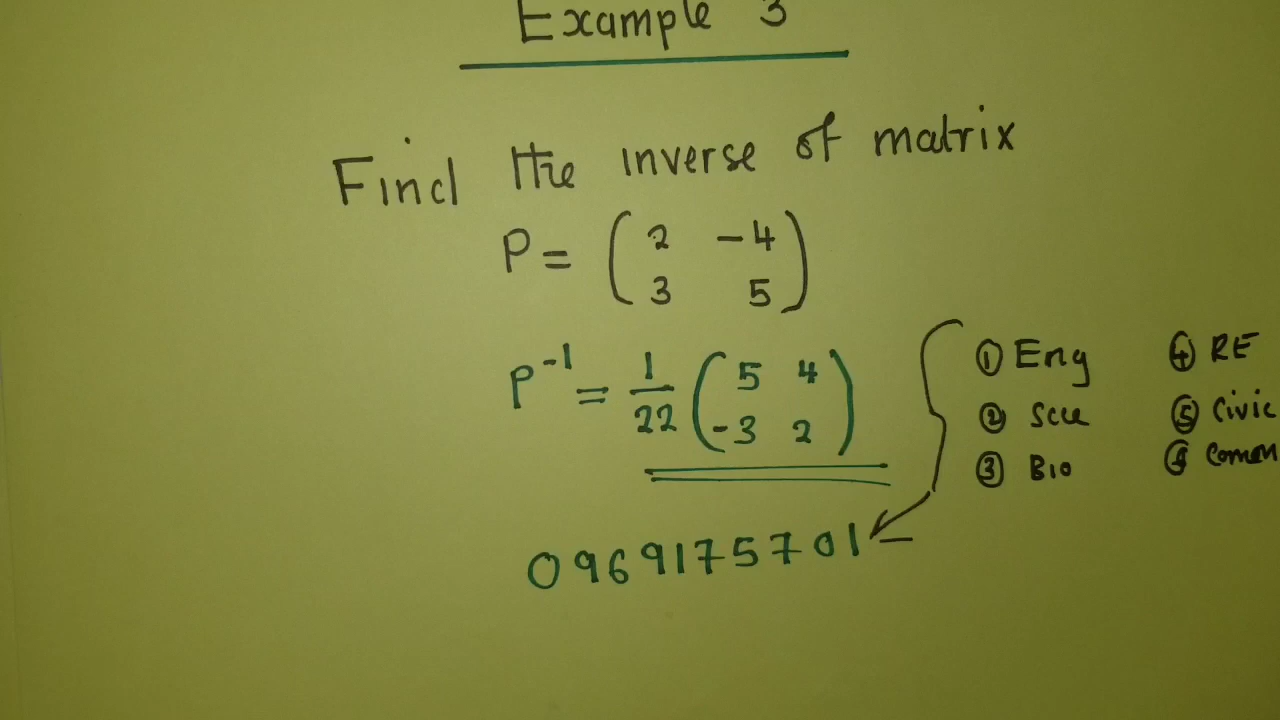 Example 3
Find the inverse of matrix
P = ( 2 -4
3 5 )
P⁻¹ = 1/22 ( 5 4
-3 2 )
① Eng ④ RE
② Scie ⑤ Civic
③ Bio Comm
0969175701